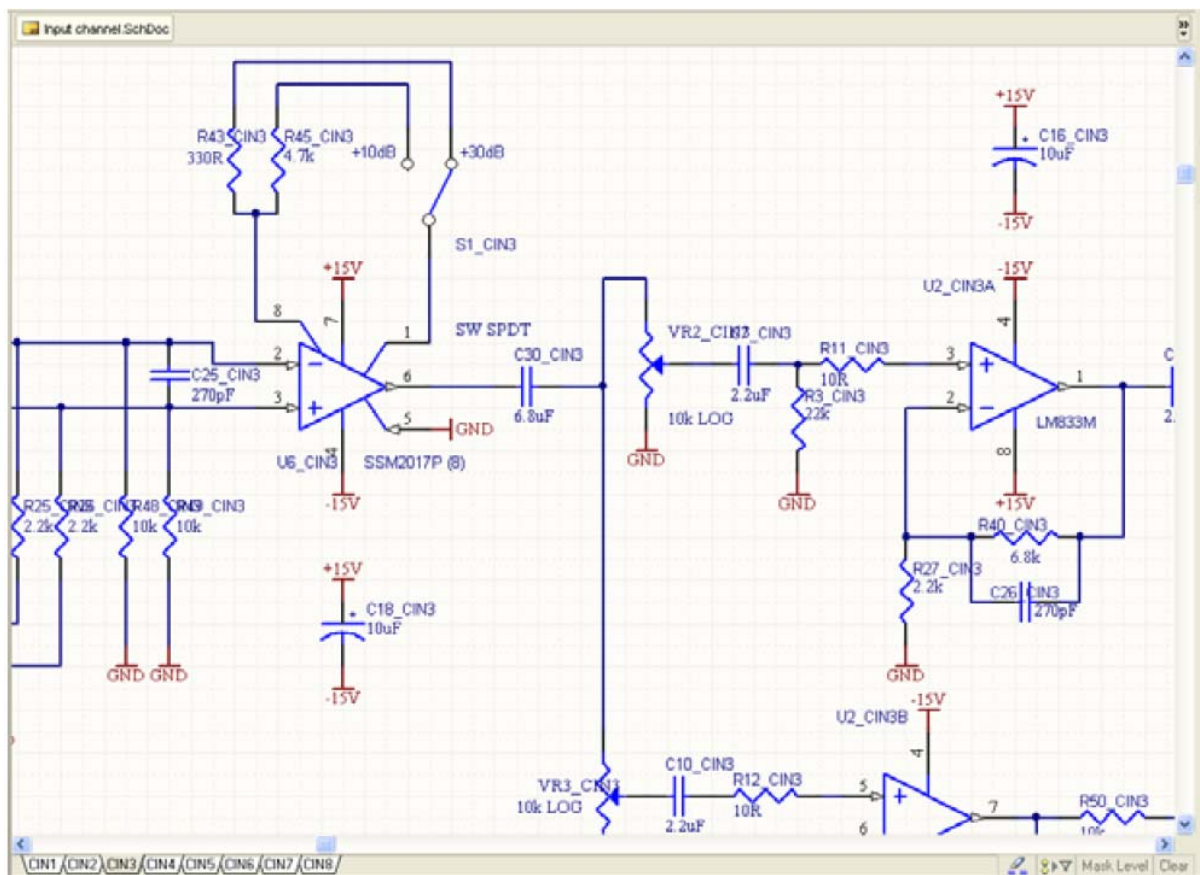 Input channel.SchDoc
+15V
R43_CIN3
R45_CIN3
C16_CIN3
330R
4.7k
+10dB
+30dB
10uF
-15V
S1_CIN3
+15V
-15V
U2_CIN3A
8
7
4
1
SW SPDT
VR2_CIN3
R11_CIN3
C30_CIN3
2
3
1
C25_CIN3
6
10R
270pF
3
2.2uF
R3_CIN3
2
5
GND
6.8uF
10k LOG
22k
LM833M
U6_CIN3
4
SSM2017P (8)
GND
8
-15V
GND
+15V
R25_CIN3
R48_CIN3
R40_CIN3
2.2k
2.2k
10k
10k
6.8k
+15V
R27_CIN3
2.2k
C18_CIN3
C26_CIN3
10uF
270pF
GND
GND
GND
-15V
-15V
U2_CIN3B
4
C10_CIN3
VR3_CIN3
R12_CIN3
5
10k LOG
10R
7
R50_CIN3
2.2uF
6
10k
CIN1
CIN2
CIN3
CIN4
CIN5
CIN6
CIN7
CIN8
Mask Level
Clear